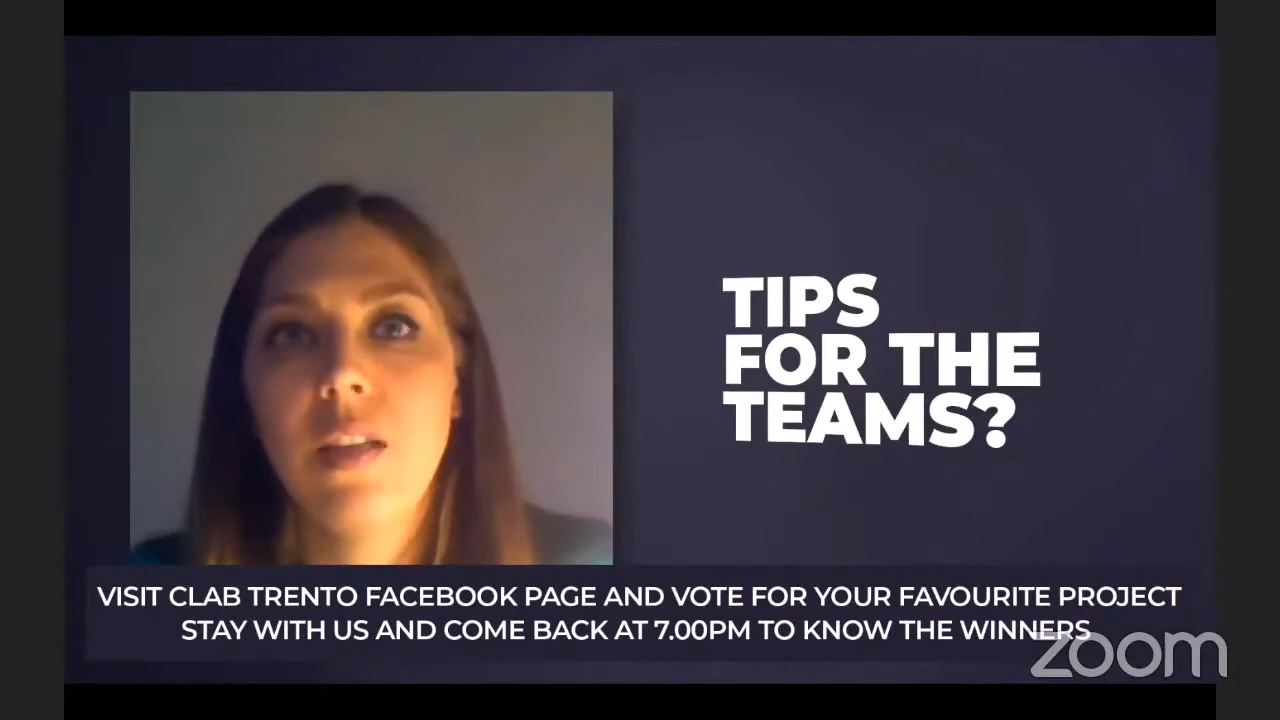 TIPS
FOR THE
TEAMS?
VISIT CLAB TRENTO FACEBOOK PAGE AND VOTE FOR YOUR FAVOURITE PROJECT
STAY WITH US AND COME BACK AT 7.00PM TO KNOW THE WINNERS
zoom